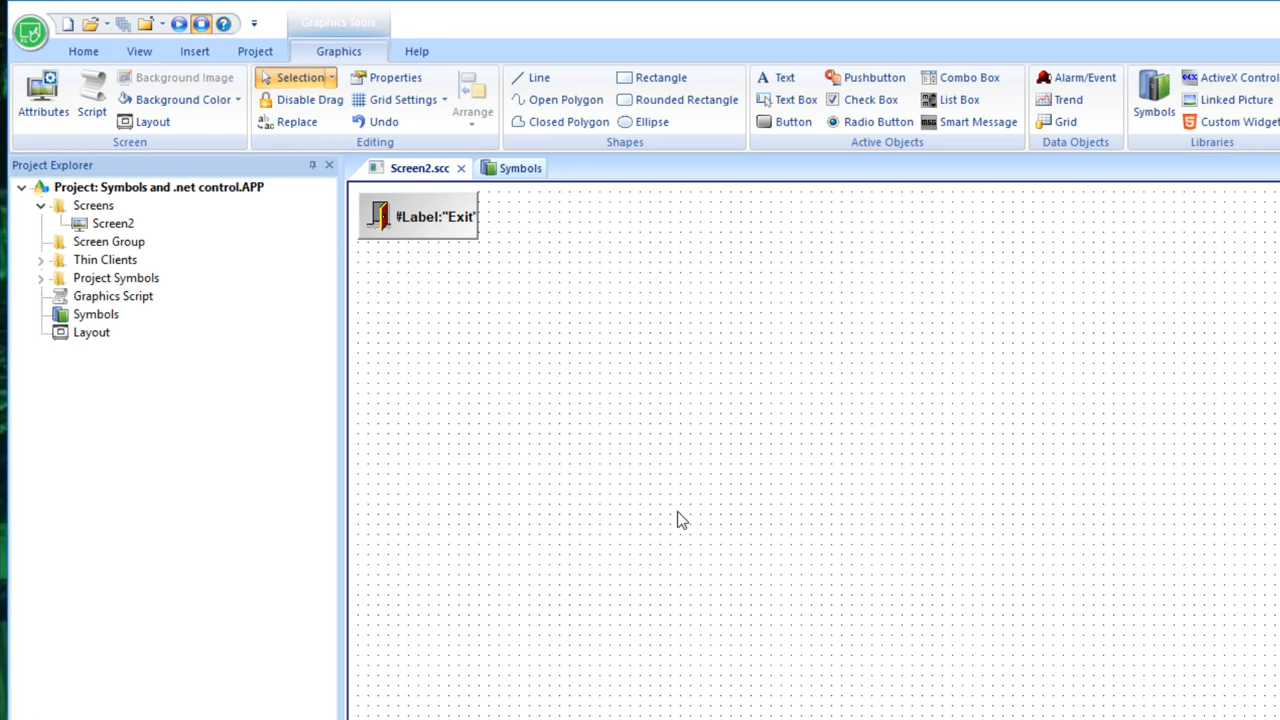 Graphics Tools
Home View Insert Project Graphics Help
Attributes Script Background Image Background Color Layout
Screen
Selection Disable Drag Replace Properties Grid Settings Undo Arrange
Editing
Line Open Polygon Closed Polygon Rectangle Rounded Rectangle Ellipse
Shapes
Text Text Box Button Pushbutton Check Box Radio Button Combo Box List Box Smart Message
Active Objects
Alarm/Event Trend Grid
Data Objects
Symbols ActiveX Control Linked Picture Custom Widget
Libraries
Project Explorer
Screen2.scc Symbols
Project: Symbols and .net control.APP
Screens
Screen2
Screen Group
Thin Clients
Project Symbols
Graphics Script
Symbols
Layout
#Label:"Exit"